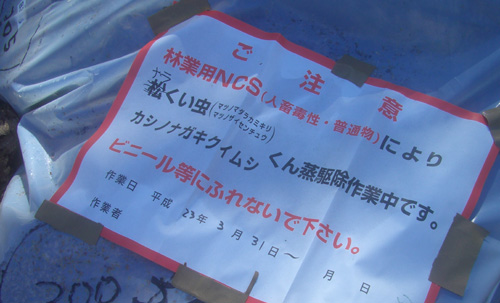 ご注意
林業用NCS(人畜毒性・普通物)により
ナラ
松くい虫(マツノマダラカミキリ マツノザイセンチュウ)
カシノナガキクイムシ くん蒸駆除作業中です。
ビニール等にふれないで下さい。
作業日 平成 23年 3月 31日〜 月 日
作業者